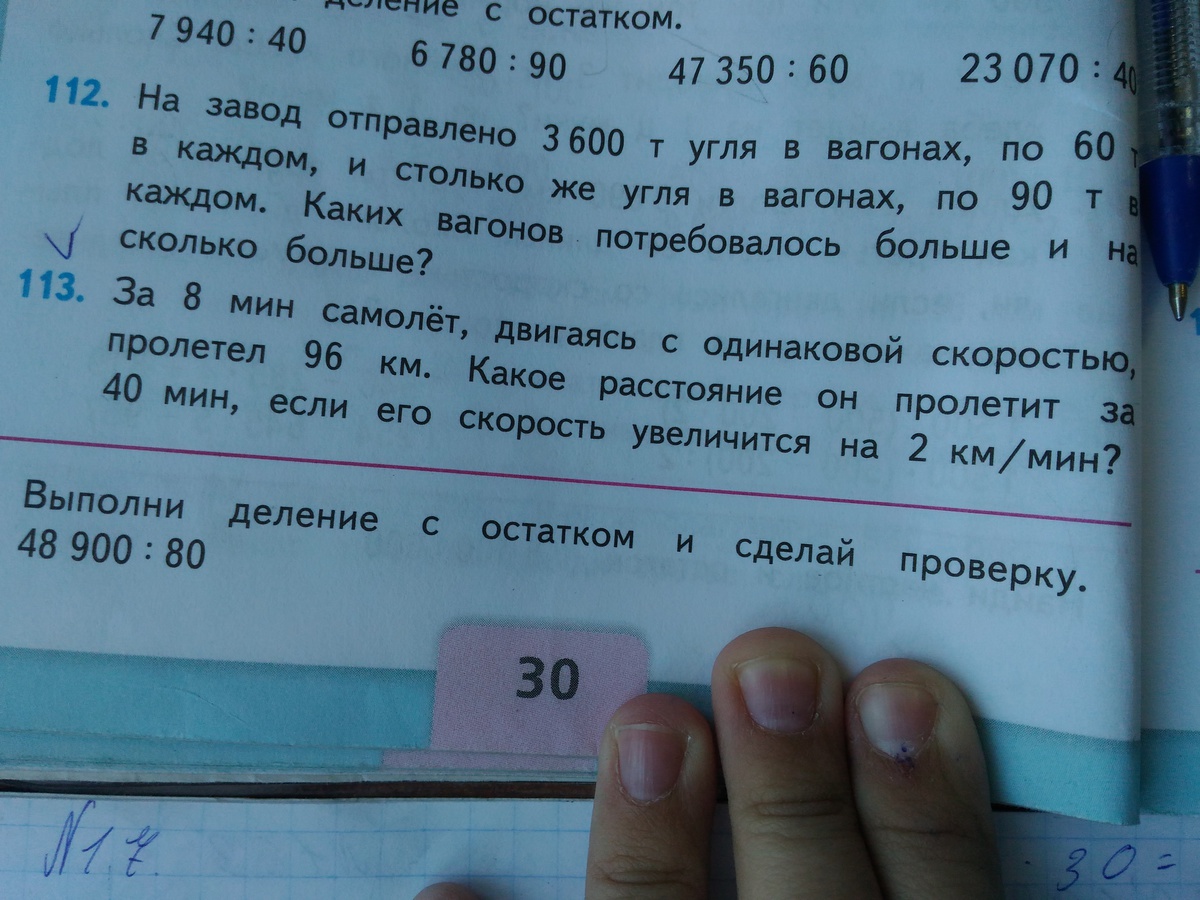 с остатком.
7 940 : 40 6 780 : 90 47 350 : 60 23 070 : 40
112. На завод отправлено 3 600 т угля в вагонах, по 60 т
в каждом, и столько же угля в вагонах, по 90 т в
каждом. Каких вагонов потребовалось больше и на
сколько больше?
113. За 8 мин самолёт, двигаясь с одинаковой скоростью,
пролетел 96 км. Какое расстояние он пролетит за
40 мин, если его скорость увеличится на 2 км/мин?
Выполни деление с остатком и сделай проверку.
48 900 : 80
30
· 30 =